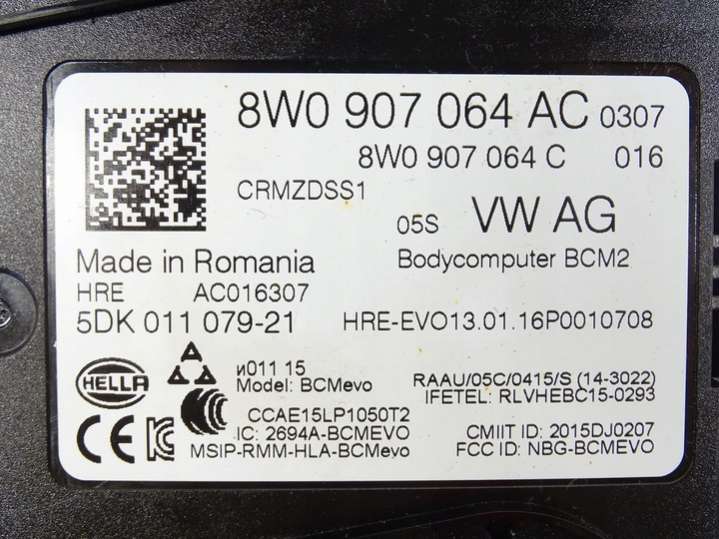 8W0 907 064 AC 0307
8W0 907 064 C 016
CRMZDSS1
05S VW AG
Made in Romania Bodycomputer BCM2
HRE AC016307
5DK 011 079-21 HRE-EVO13.01.16P0010708
HELLA
и011 15
Model: BCMevo RAAU/05C/0415/S (14-3022)
IFETEL: RLVHEBC15-0293
CCAE15LP1050T2
CE IC: 2694A-BCMEVO CMIIT ID: 2015DJ0207
MSIP-RMM-HLA-BCMevo FCC ID: NBG-BCMEVO